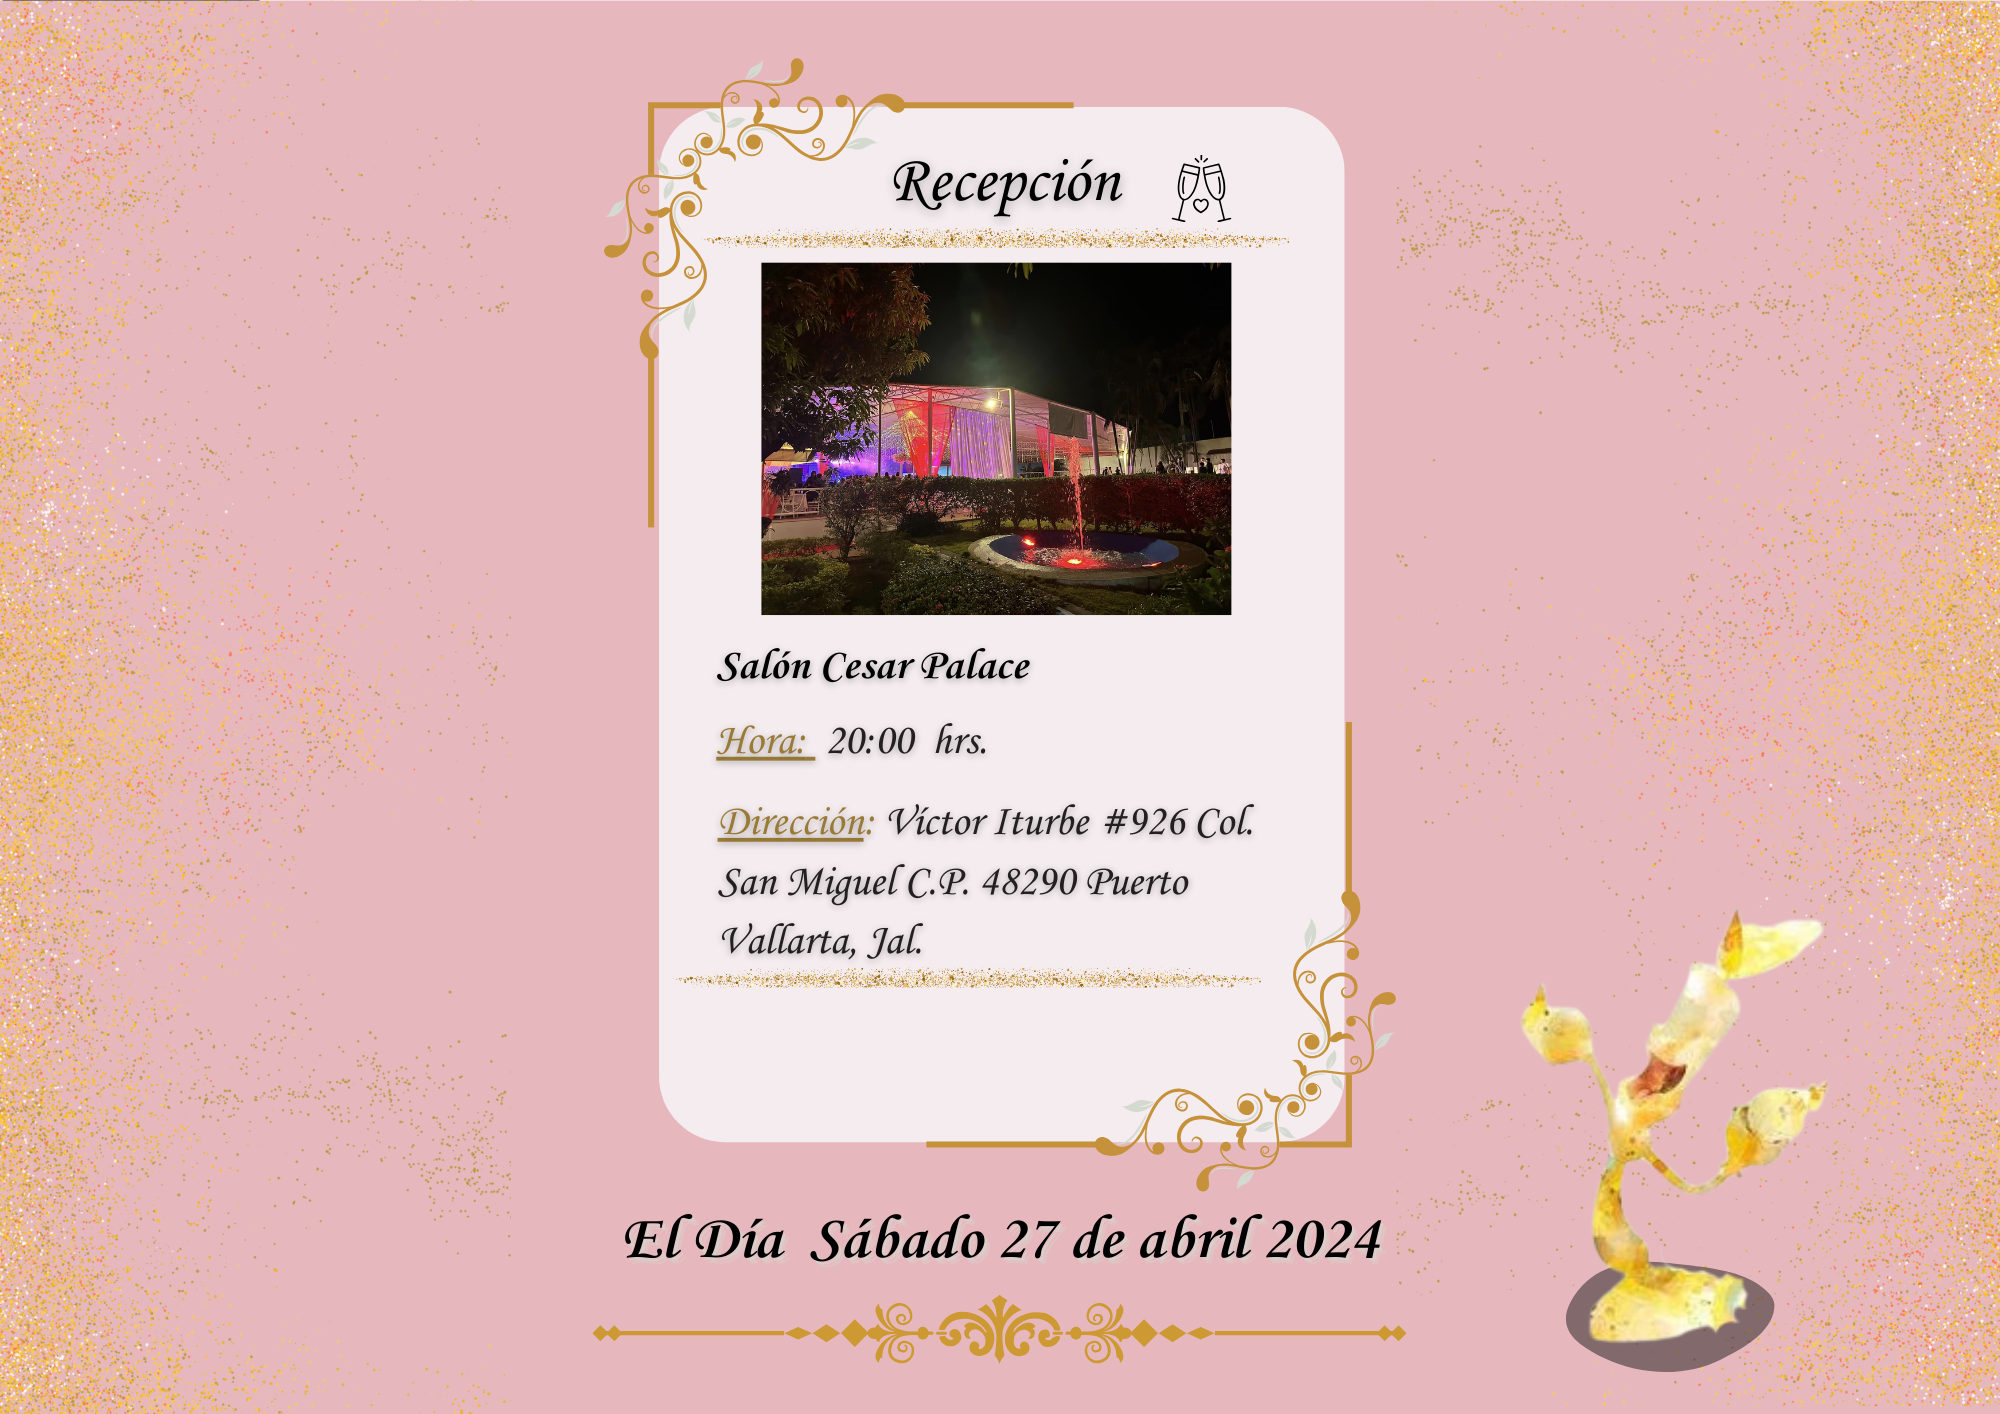 Recepción
Salón Cesar Palace
Hora: 20:00 hrs.
Dirección: Víctor Iturbe #926 Col.
San Miguel C.P. 48290 Puerto
Vallarta, Jal.
El Día Sábado 27 de abril 2024